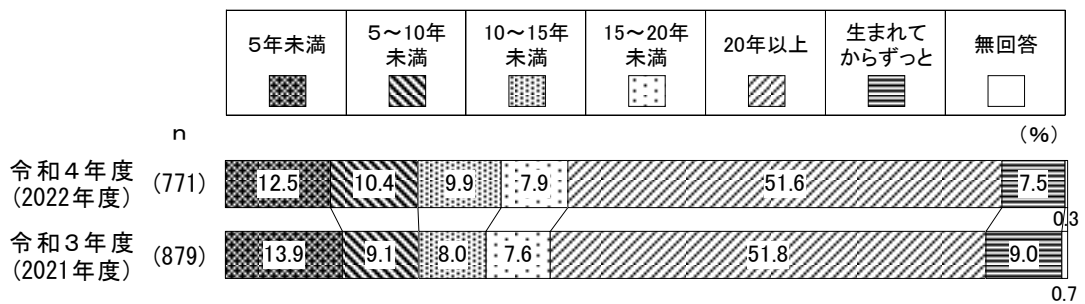 ５年未満
５～10年
未満
10～15年
未満
15～20年
未満
20年以上
生まれて
からずっと
無回答
ｎ
(％)
令和４年度
(2022年度)
(771)
12.5
10.4
9.9
7.9
51.6
7.5
0.3
令和３年度
(2021年度)
(879)
13.9
9.1
8.0
7.6
51.8
9.0
0.7